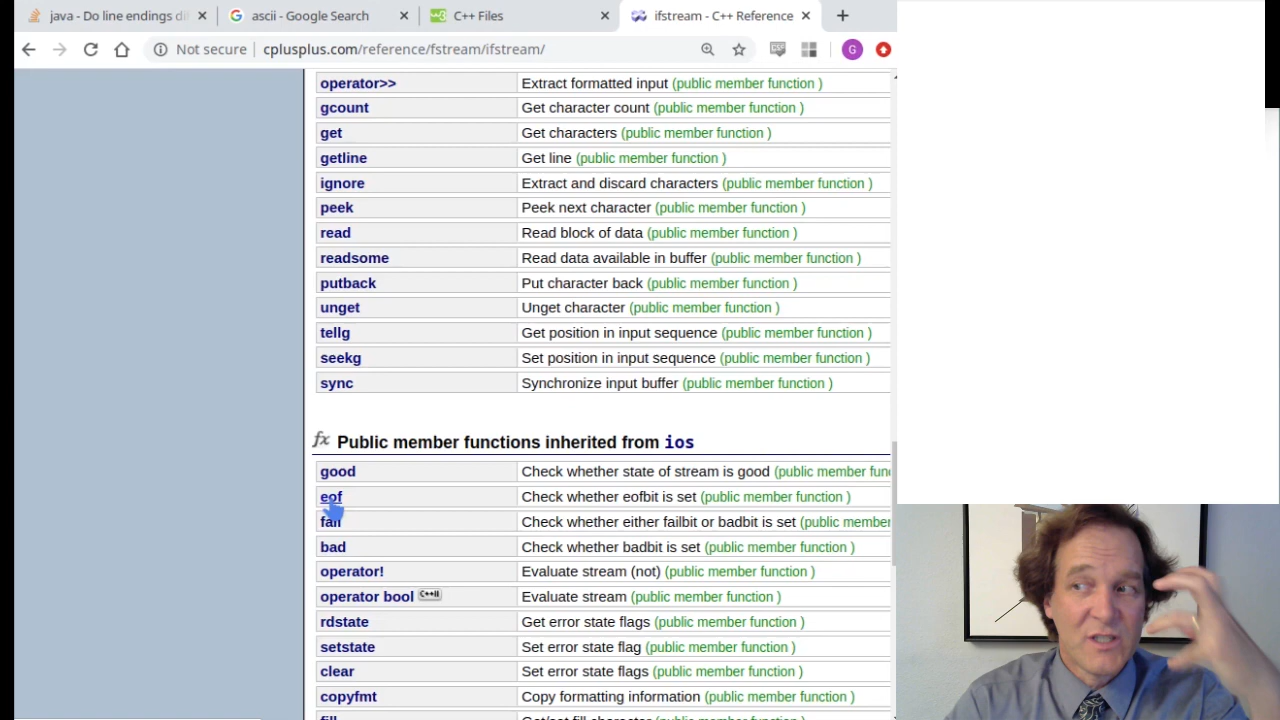 java - Do line endings di
ascii - Google Search
C++ Files
ifstream - C++ Reference
Not secure cplusplus.com/reference/fstream/ifstream/
G
operator>> Extract formatted input (public member function )
gcount Get character count (public member function )
get Get characters (public member function )
getline Get line (public member function )
ignore Extract and discard characters (public member function )
peek Peek next character (public member function )
read Read block of data (public member function )
readsome Read data available in buffer (public member function )
putback Put character back (public member function )
unget Unget character (public member function )
tellg Get position in input sequence (public member function )
seekg Set position in input sequence (public member function )
sync Synchronize input buffer (public member function )
fx Public member functions inherited from ios
good Check whether state of stream is good (public member func
eof Check whether eofbit is set (public member function )
fail Check whether either failbit or badbit is set (public member
bad Check whether badbit is set (public member function )
operator! Evaluate stream (not) (public member function )
operator bool C++11 Evaluate stream (public member function )
rdstate Get error state flags (public member function )
setstate Set error state flag (public member function )
clear Set error state flags (public member function )
copyfmt Copy formatting information (public member function )
fill Get/set fill character (public member function )